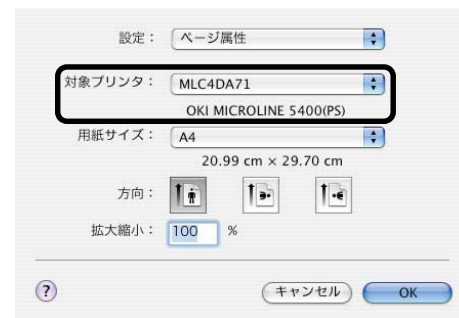 設定： ページ属性
対象プリンタ： MLC4DA71
OKI MICROLINE 5400(PS)
用紙サイズ： A4
20.99 cm × 29.70 cm
方向：
拡大縮小： 100 %
? キャンセル OK